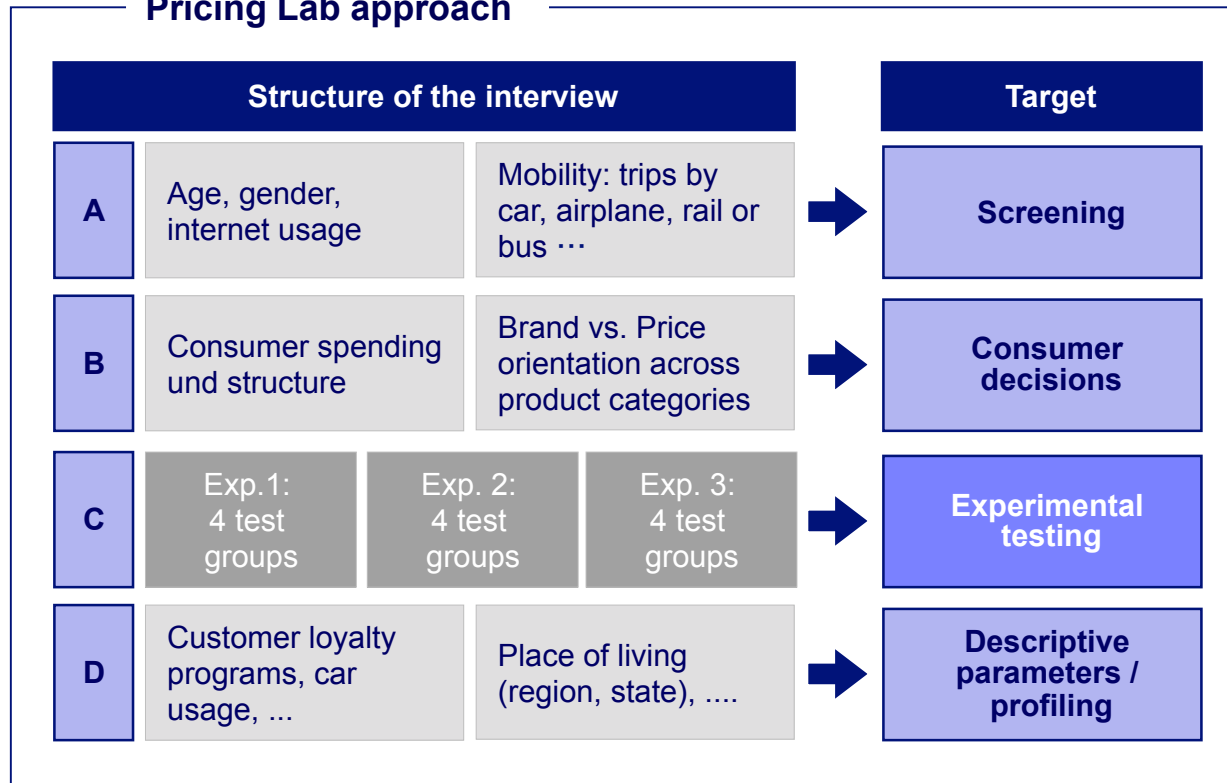 Pricing Lab approach
Structure of the interview
Target
A
Age, gender,
internet usage
Mobility: trips by
car, airplane, rail or
bus ⋯
Screening
B
Consumer spending
und structure
Brand vs. Price
orientation across
product categories
Consumer
decisions
C
Exp.1:
4 test
groups
Exp. 2:
4 test
groups
Exp. 3:
4 test
groups
Experimental
testing
D
Customer loyalty
programs, car
usage, ...
Place of living
(region, state), ....
Descriptive
parameters /
profiling